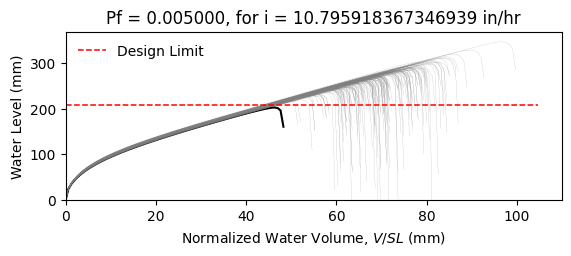 Pf = 0.005000, for i = 10.795918367346939 in/hr
Water Level (mm)
300
200
100
0
Design Limit
0 20 40 60 80 100
Normalized Water Volume, V/SL (mm)